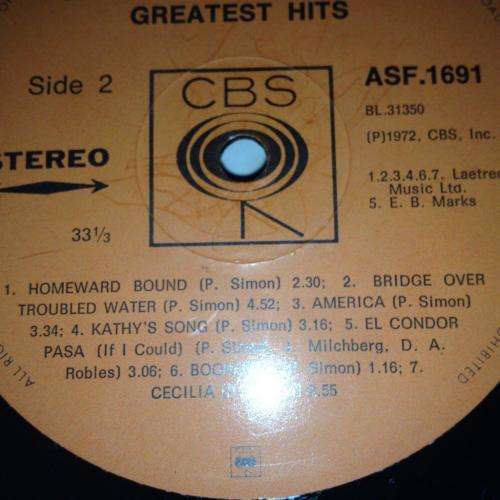 GREATEST HITS
Side 2
CBS
ASF.1691
BL.31350
(P)1972, CBS, Inc.
STEREO
1.2.3.4.6.7. Laetrec
Music Ltd.
5. E. B. Marks
33⅓
1. HOMEWARD BOUND (P. Simon) 2.30; 2. BRIDGE OVER
TROUBLED WATER (P. Simon) 4.52; 3. AMERICA (P. Simon)
3.34; 4. KATHY'S SONG (P. Simon) 3.16; 5. EL CONDOR
PASA (If I Could) (P. J. Milchberg, D. A.
Robles) 3.06; 6. Simon) 1.16; 7.
CECILIA
ALL